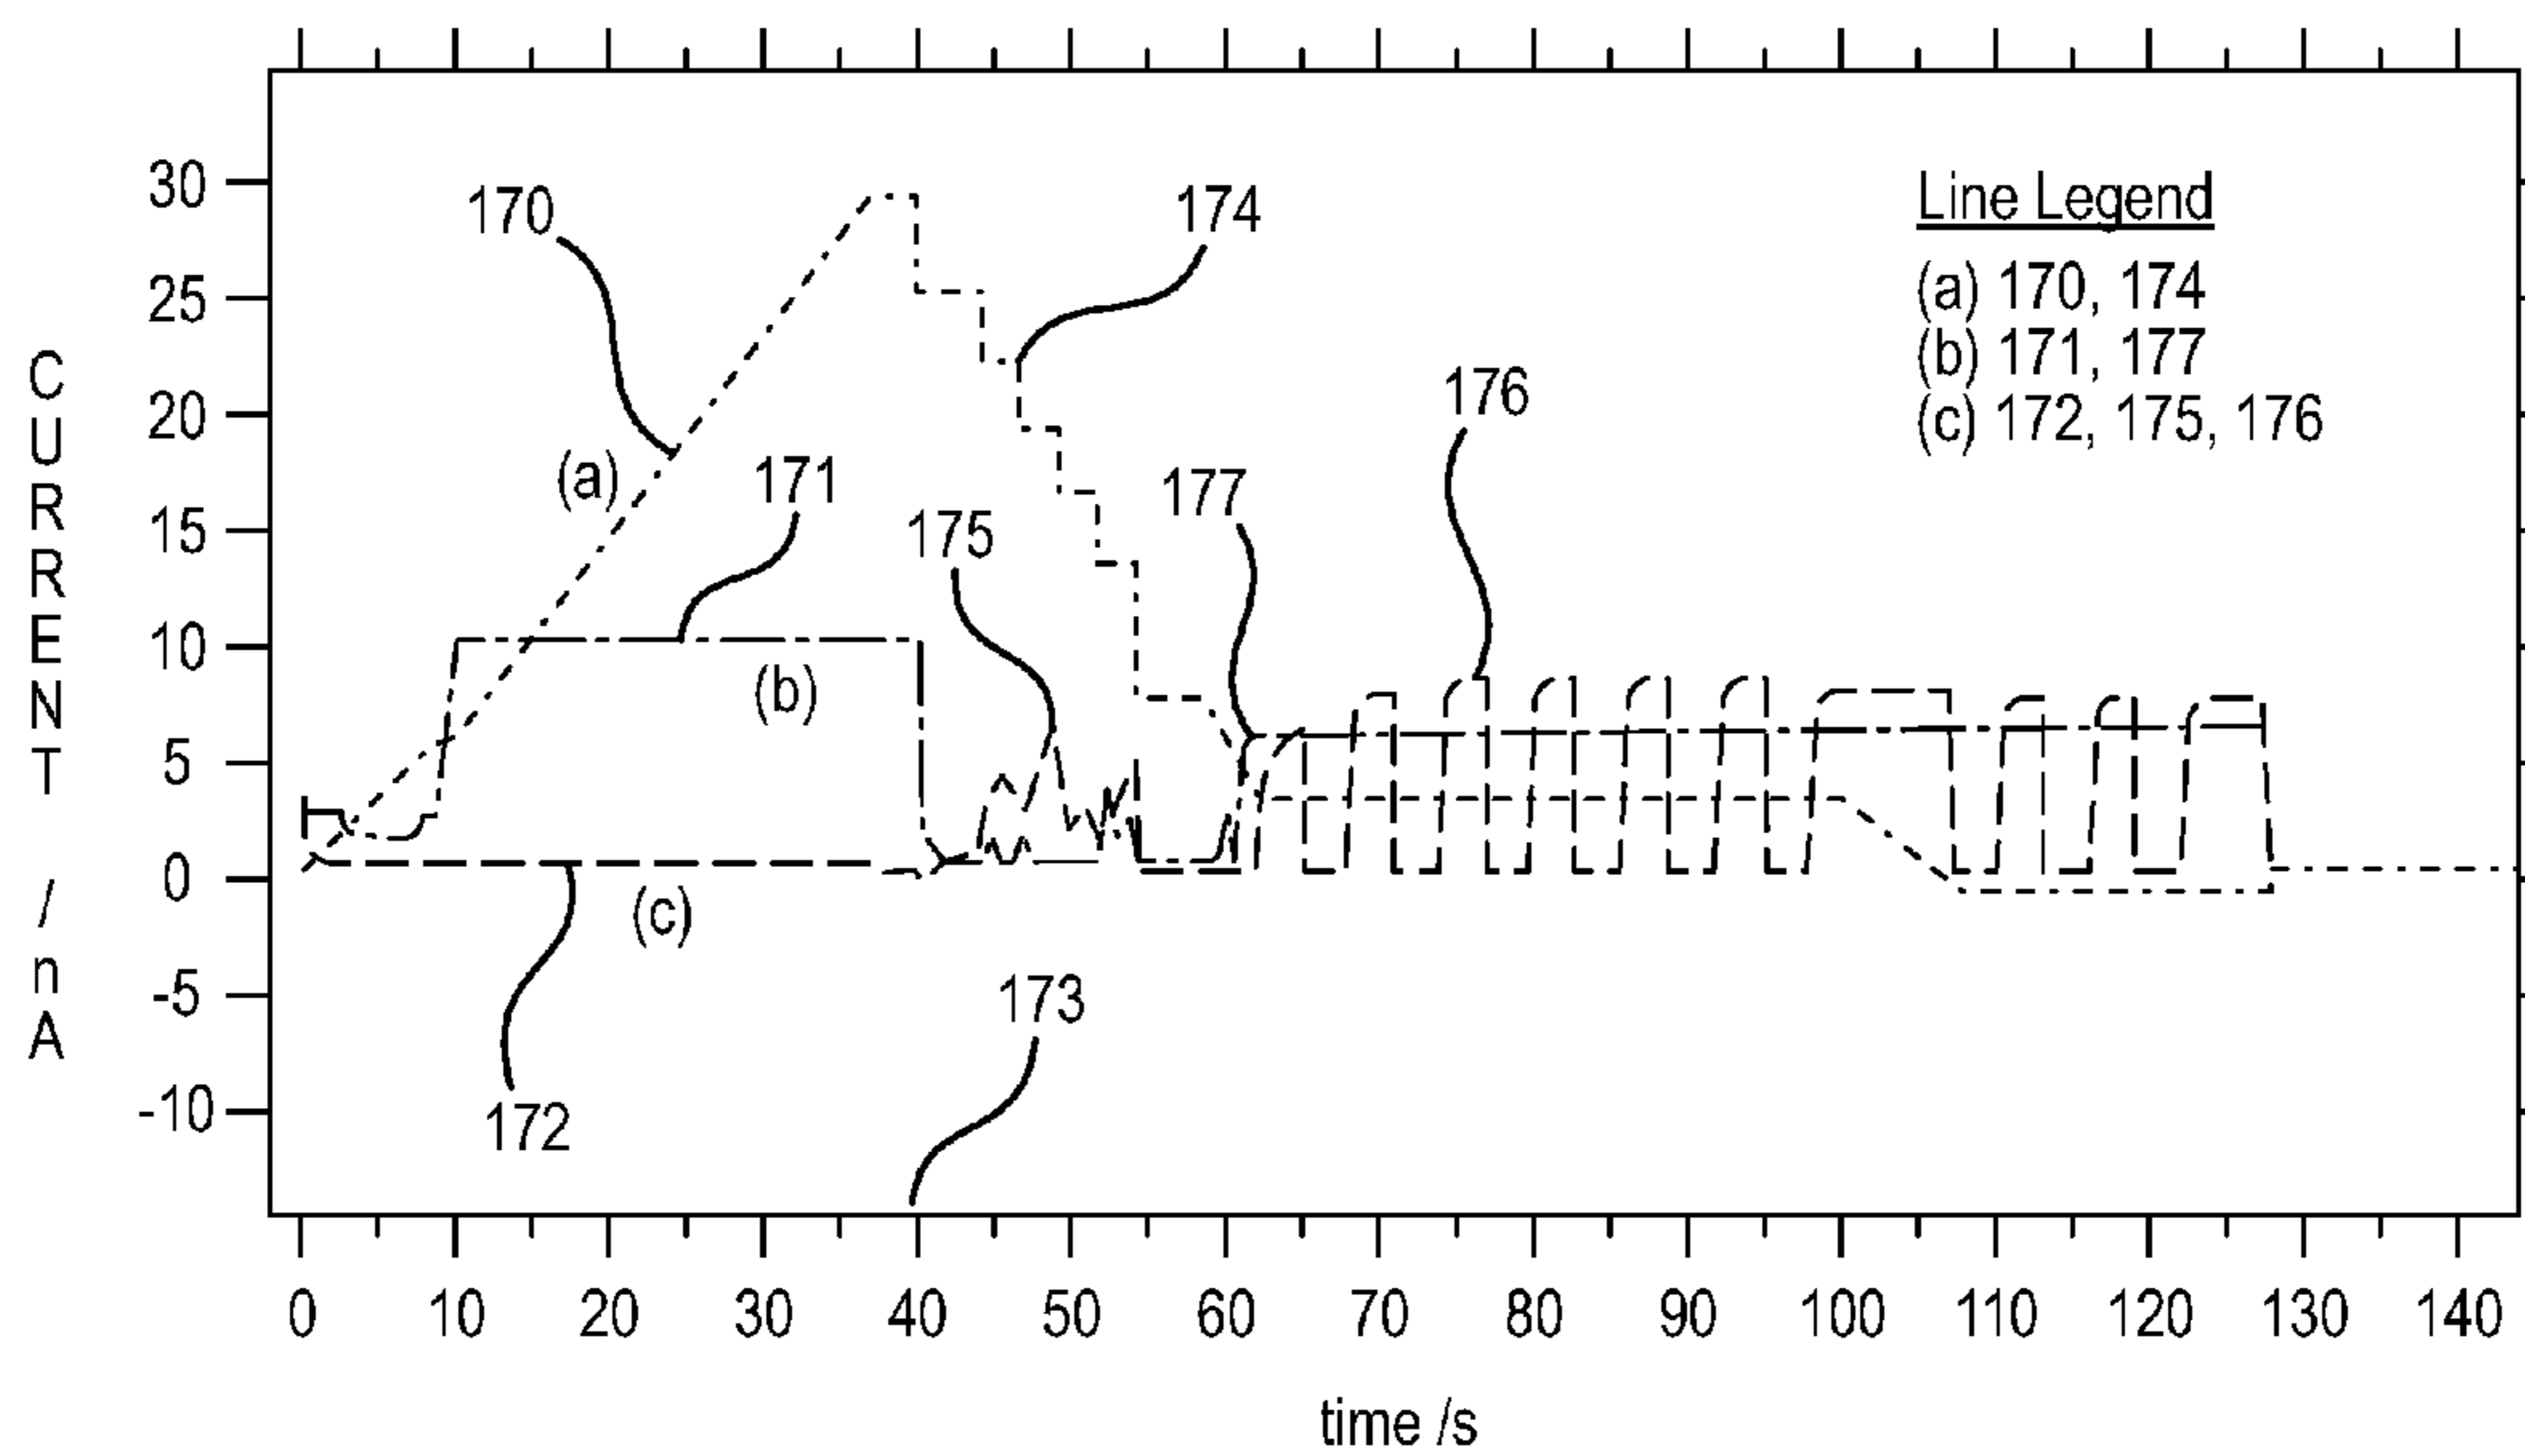 Line Legend
(a) 170, 174
(b) 171, 177
(c) 172, 175, 176
CURRENT /nA
30
25
20
15
10
5
0
-5
-10
170
174
176
(a)
171
177
175
(b)
(c)
173
172
0 10 20 30 40 50 60 70 80 90 100 110 120 130 140
time /s